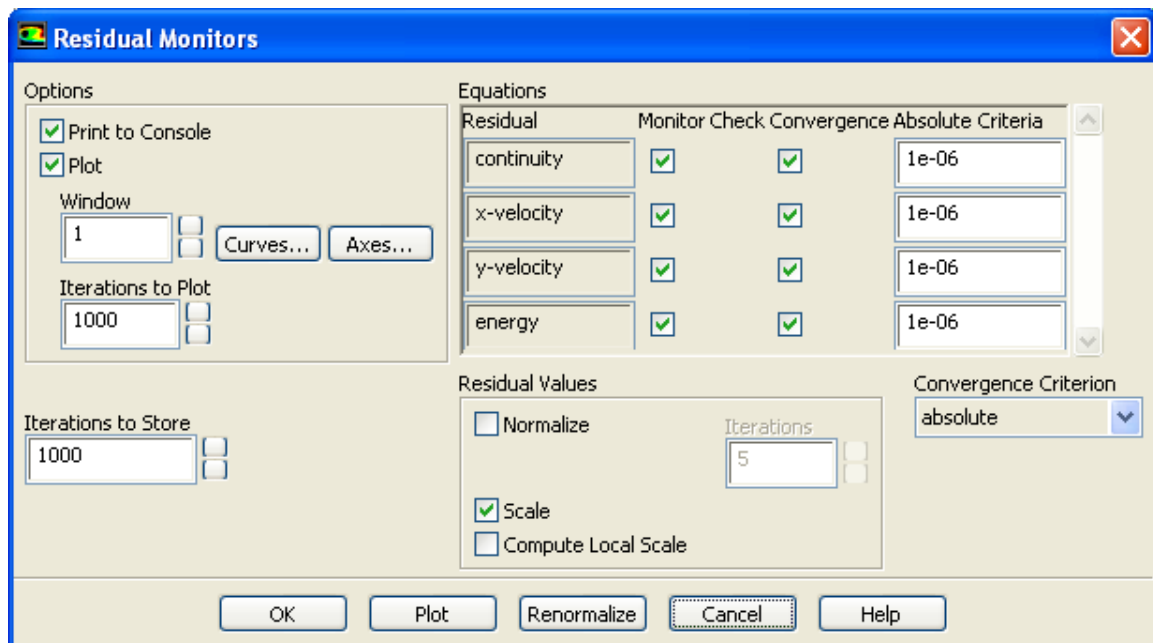 Residual Monitors
Options
Print to Console
Plot
Window
1
Curves... Axes...
Iterations to Plot
1000
Iterations to Store
1000
Equations
Residual Monitor Check Convergence Absolute Criteria
continuity 1e-06
x-velocity 1e-06
y-velocity 1e-06
energy 1e-06
Residual Values
Normalize
Iterations
5
Scale
Compute Local Scale
Convergence Criterion
absolute
OK Plot Renormalize Cancel Help